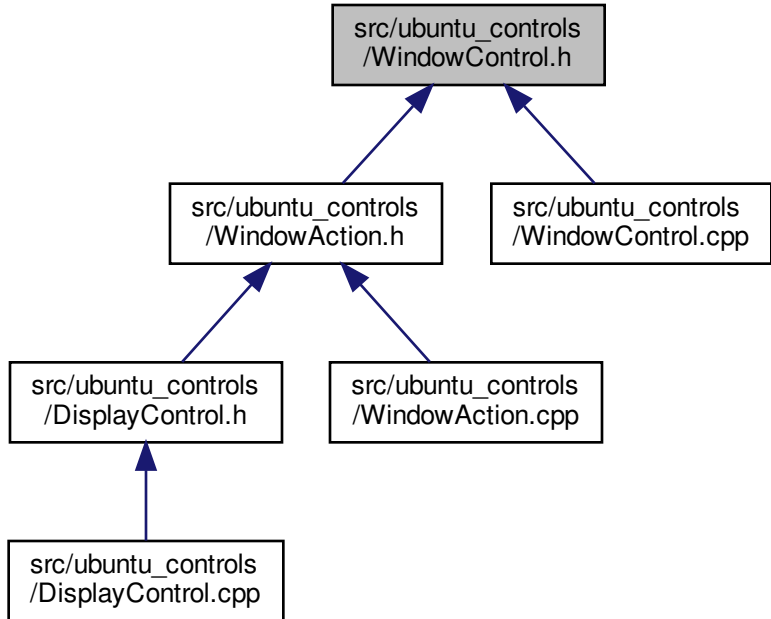 src/ubuntu_controls
/WindowControl.h
src/ubuntu_controls
/WindowAction.h
src/ubuntu_controls
/WindowControl.cpp
src/ubuntu_controls
/DisplayControl.h
src/ubuntu_controls
/WindowAction.cpp
src/ubuntu_controls
/DisplayControl.cpp